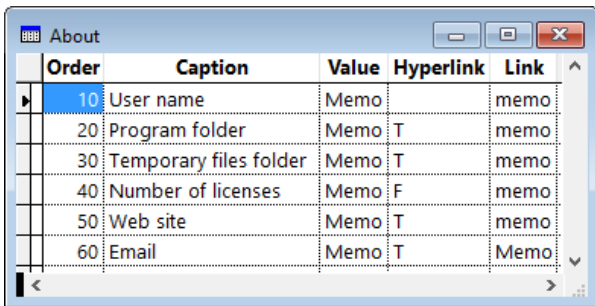 About
Order Caption Value Hyperlink Link
10 User name Memo memo
20 Program folder Memo T memo
30 Temporary files folder Memo T memo
40 Number of licenses Memo F memo
50 Web site Memo T memo
60 Email Memo T Memo